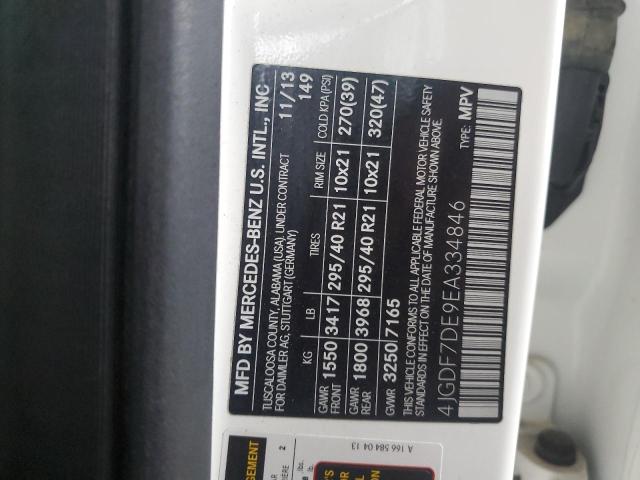 MFD BY MERCEDES-BENZ U.S. INTL., INC
TUSCALOOSA COUNTY, ALABAMA (USA), UNDER CONTRACT 11/13
FOR DAIMLER AG, STUTTGART (GERMANY) 149
KG LB TIRES RIM SIZE COLD KPA (PSI)
GAWR FRONT 1550 3417 295/40 R21 10x21 270(39)
GAWR REAR 1800 3968 295/40 R21 10x21 320(47)
GVWR 3250 7165
THIS VEHICLE CONFORMS TO ALL APPLICABLE FEDERAL MOTOR VEHICLE SAFETY
STANDARDS IN EFFECT ON THE DATE OF MANUFACTURE SHOWN ABOVE.
4JGDF7DE9EA334846 TYPE: MPV
A 166 584 04 13